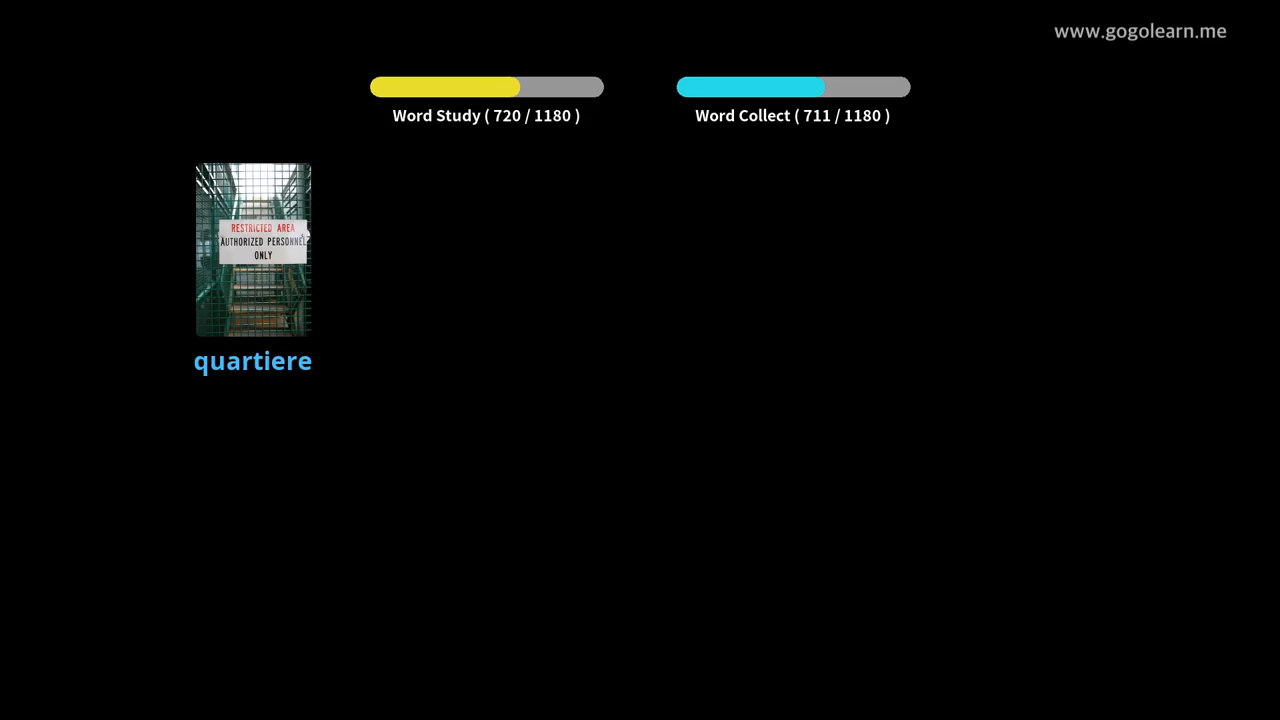 www.gogolearn.me
Word Study ( 720 / 1180 )
Word Collect ( 711 / 1180 )
RESTRICTED AREA
AUTHORIZED PERSONNEL
ONLY
quartiere